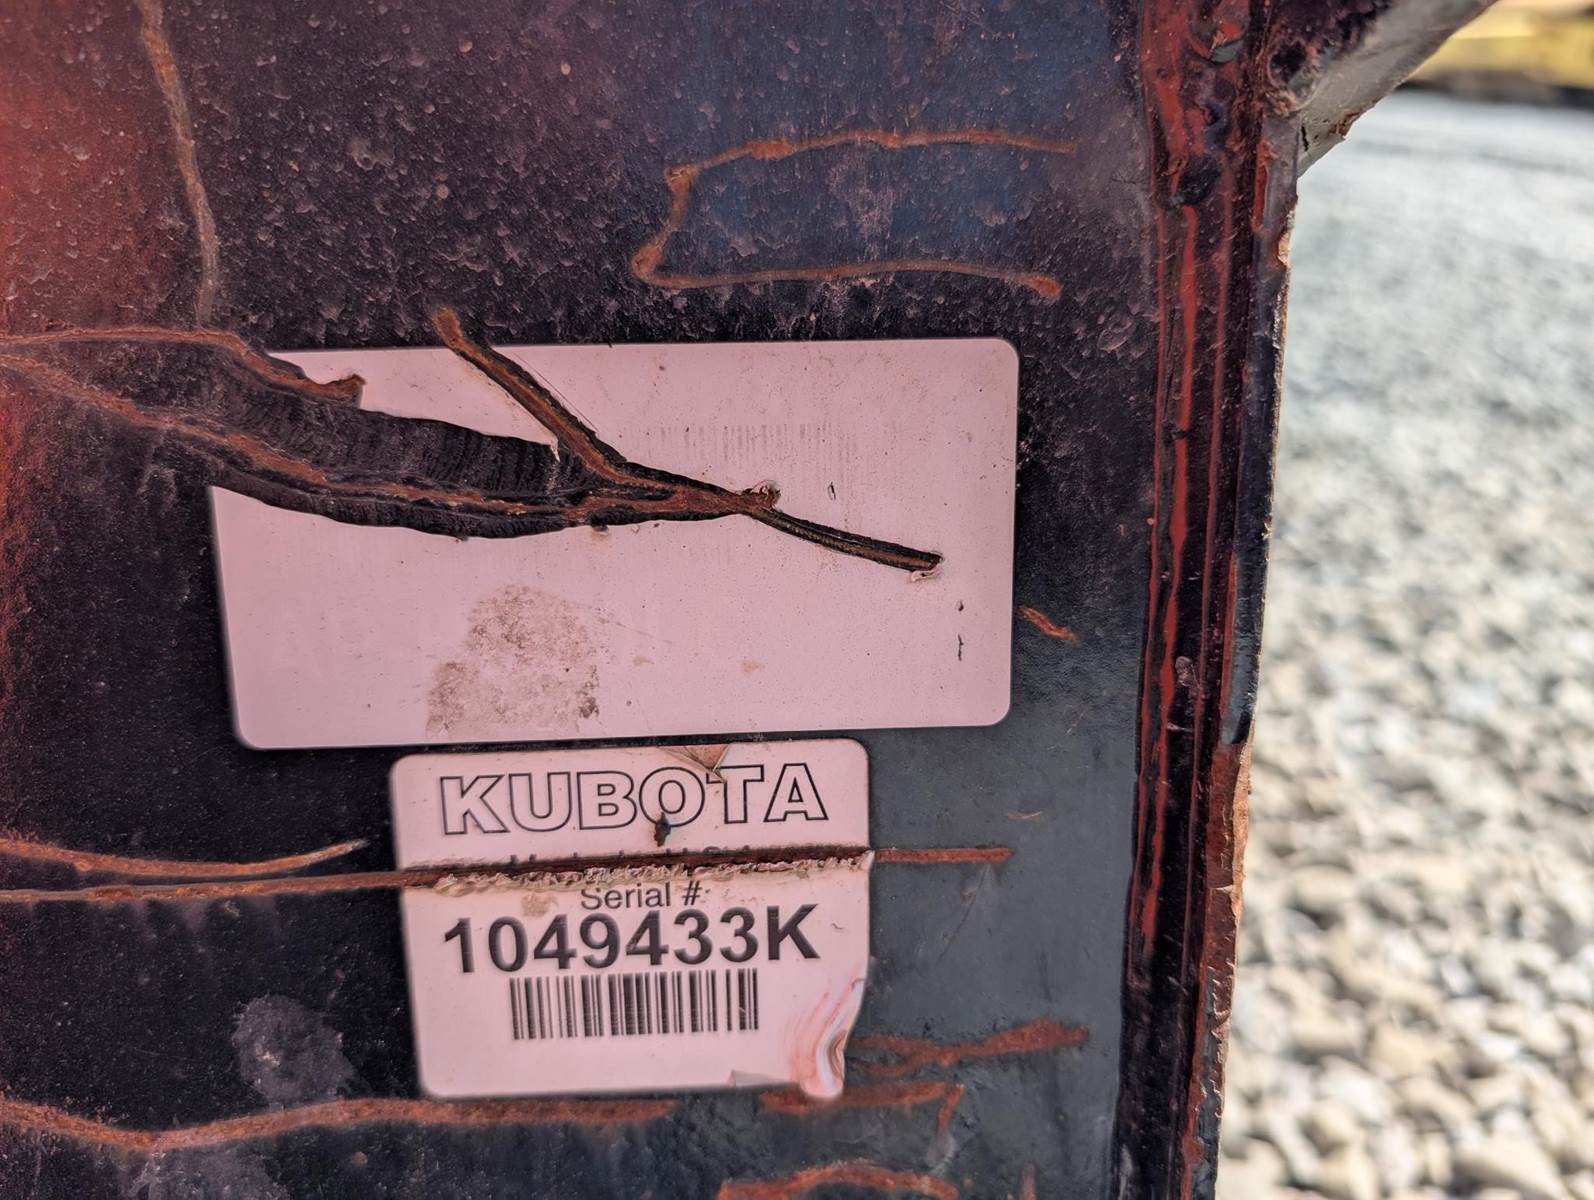 KUBOTA
Serial #:
1049433K